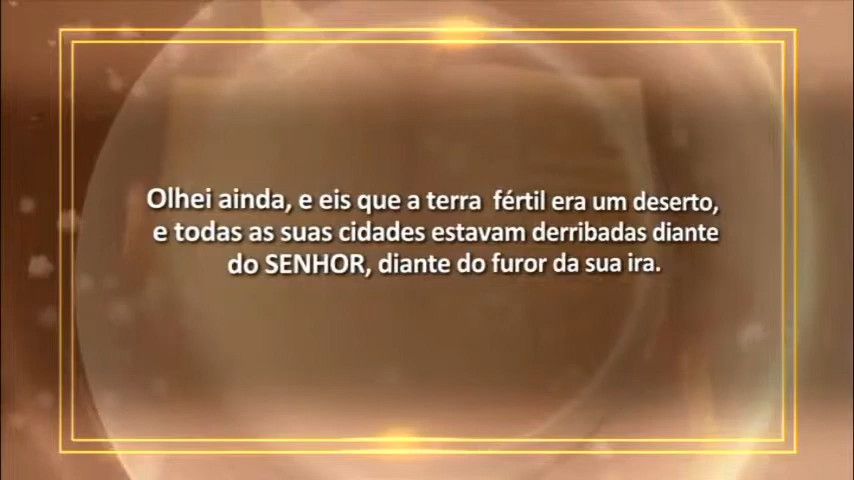 Olhei ainda, e eis que a terra fértil era um deserto,
e todas as suas cidades estavam derribadas diante
do SENHOR, diante do furor da sua ira.